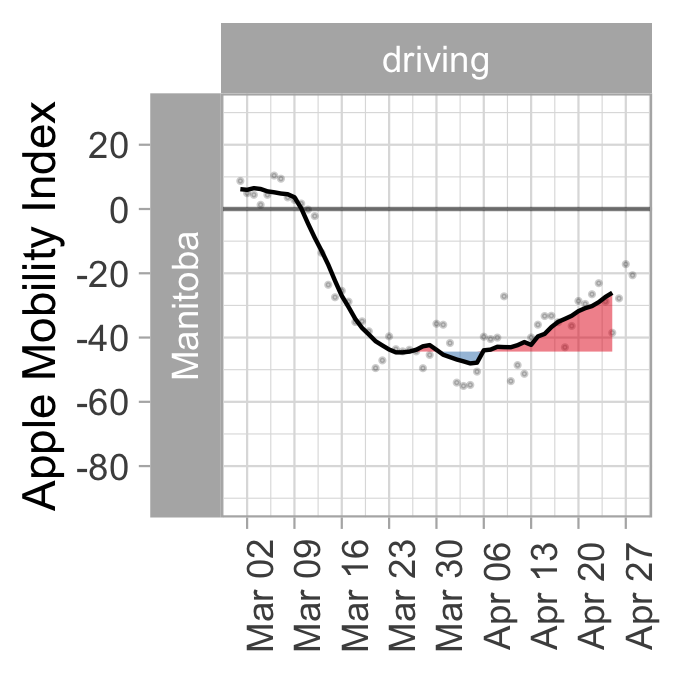 driving
Apple Mobility Index
Manitoba
20
0
-20
-40
-60
-80
Mar 02
Mar 09
Mar 16
Mar 23
Mar 30
Apr 06
Apr 13
Apr 20
Apr 27